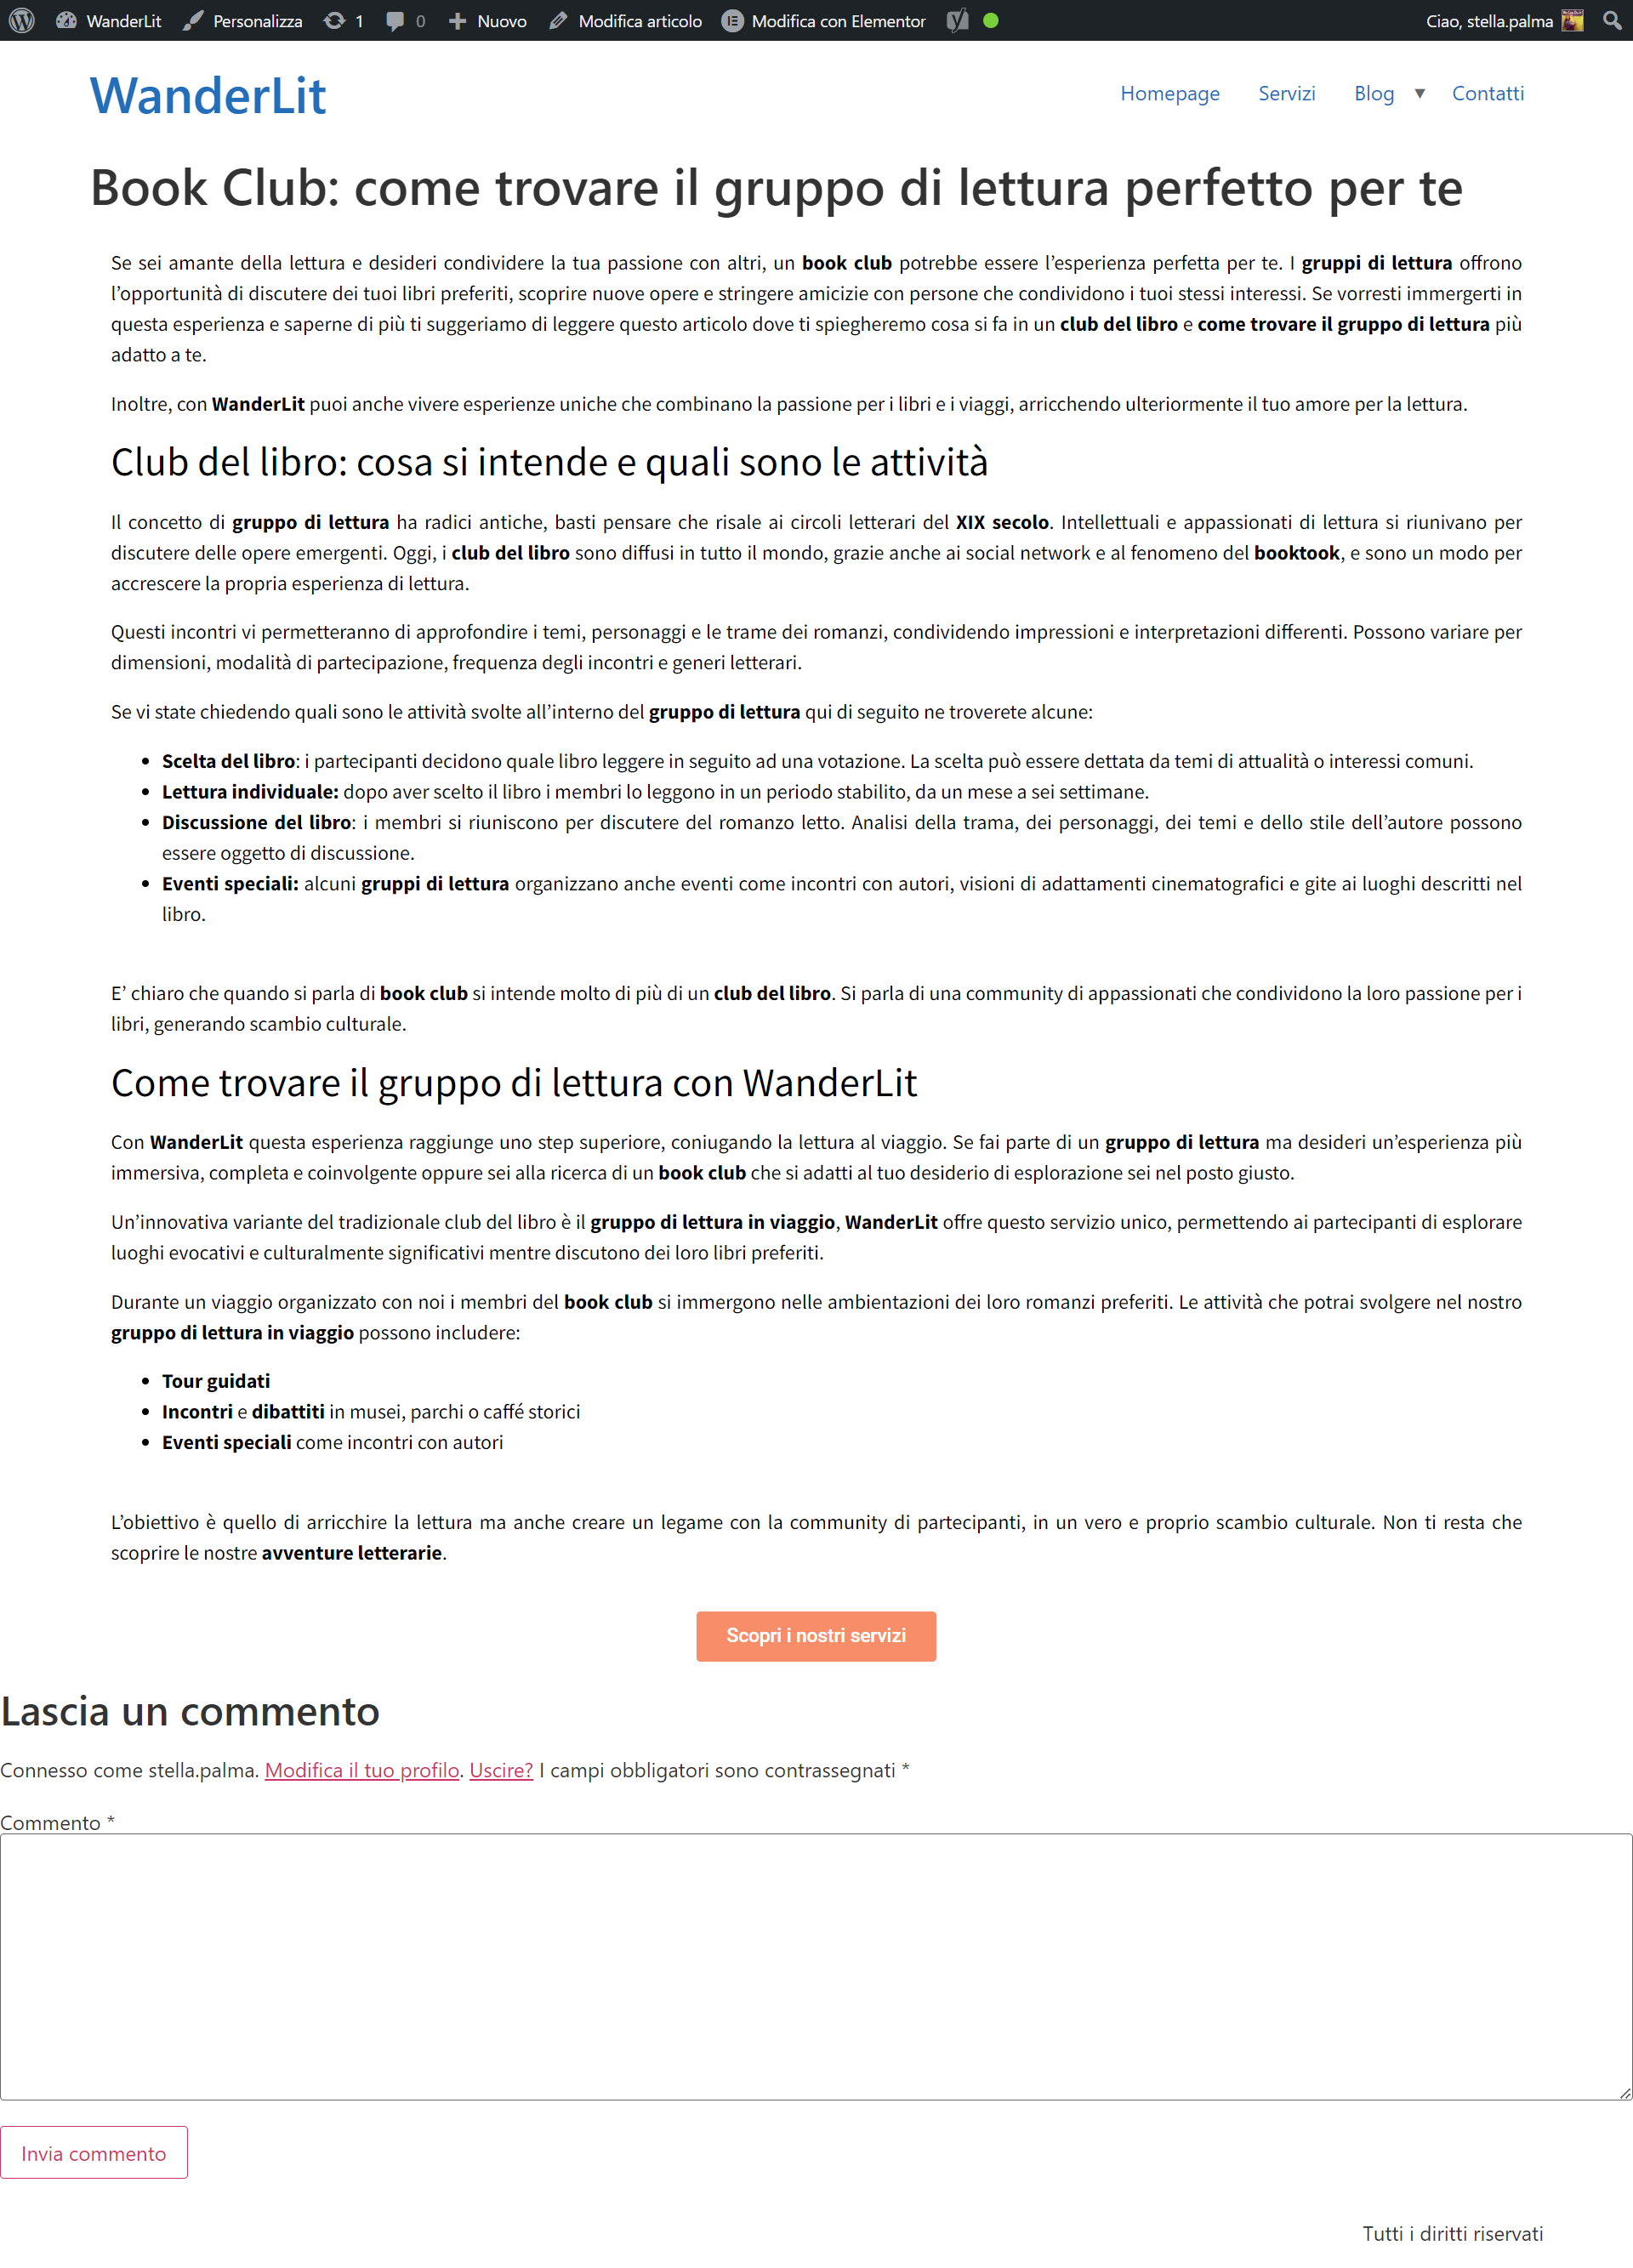 WanderLit Personalizza 1 0 Nuovo Modifica articolo Modifica con Elementor Ciao, stella.palma
WanderLit
Homepage Servizi Blog ▼ Contatti
Book Club: come trovare il gruppo di lettura perfetto per te
Se sei amante della lettura e desideri condividere la tua passione con altri, un book club potrebbe essere l’esperienza perfetta per te. I gruppi di lettura offrono
l’opportunità di discutere dei tuoi libri preferiti, scoprire nuove opere e stringere amicizie con persone che condividono i tuoi stessi interessi. Se vorresti immergerti in
questa esperienza e saperne di più ti suggeriamo di leggere questo articolo dove ti spiegheremo cosa si fa in un club del libro e come trovare il gruppo di lettura più
adatto a te.
Inoltre, con WanderLit puoi anche vivere esperienze uniche che combinano la passione per i libri e i viaggi, arricchendo ulteriormente il tuo amore per la lettura.
Club del libro: cosa si intende e quali sono le attività
Il concetto di gruppo di lettura ha radici antiche, basti pensare che risale ai circoli letterari del XIX secolo. Intellettuali e appassionati di lettura si riunivano per
discutere delle opere emergenti. Oggi, i club del libro sono diffusi in tutto il mondo, grazie anche ai social network e al fenomeno del booktook, e sono un modo per
accrescere la propria esperienza di lettura.
Questi incontri vi permetteranno di approfondire i temi, personaggi e le trame dei romanzi, condividendo impressioni e interpretazioni differenti. Possono variare per
dimensioni, modalità di partecipazione, frequenza degli incontri e generi letterari.
Se vi state chiedendo quali sono le attività svolte all’interno del gruppo di lettura qui di seguito ne troverete alcune:
• Scelta del libro: i partecipanti decidono quale libro leggere in seguito ad una votazione. La scelta può essere dettata da temi di attualità o interessi comuni.
• Lettura individuale: dopo aver scelto il libro i membri lo leggono in un periodo stabilito, da un mese a sei settimane.
• Discussione del libro: i membri si riuniscono per discutere del romanzo letto. Analisi della trama, dei personaggi, dei temi e dello stile dell’autore possono
essere oggetto di discussione.
• Eventi speciali: alcuni gruppi di lettura organizzano anche eventi come incontri con autori, visioni di adattamenti cinematografici e gite ai luoghi descritti nel
libro.
E’ chiaro che quando si parla di book club si intende molto di più di un club del libro. Si parla di una community di appassionati che condividono la loro passione per i
libri, generando scambio culturale.
Come trovare il gruppo di lettura con WanderLit
Con WanderLit questa esperienza raggiunge uno step superiore, coniugando la lettura al viaggio. Se fai parte di un gruppo di lettura ma desideri un’esperienza più
immersiva, completa e coinvolgente oppure sei alla ricerca di un book club che si adatti al tuo desiderio di esplorazione sei nel posto giusto.
Un’innovativa variante del tradizionale club del libro è il gruppo di lettura in viaggio, WanderLit offre questo servizio unico, permettendo ai partecipanti di esplorare
luoghi evocativi e culturalmente significativi mentre discutono dei loro libri preferiti.
Durante un viaggio organizzato con noi i membri del book club si immergono nelle ambientazioni dei loro romanzi preferiti. Le attività che potrai svolgere nel nostro
gruppo di lettura in viaggio possono includere:
• Tour guidati
• Incontri e dibattiti in musei, parchi o caffé storici
• Eventi speciali come incontri con autori
L’obiettivo è quello di arricchire la lettura ma anche creare un legame con la community di partecipanti, in un vero e proprio scambio culturale. Non ti resta che
scoprire le nostre avventure letterarie.
Scopri i nostri servizi
Lascia un commento
Connesso come stella.palma. Modifica il tuo profilo. Uscire? I campi obbligatori sono contrassegnati *
Commento *
Invia commento
Tutti i diritti riservati